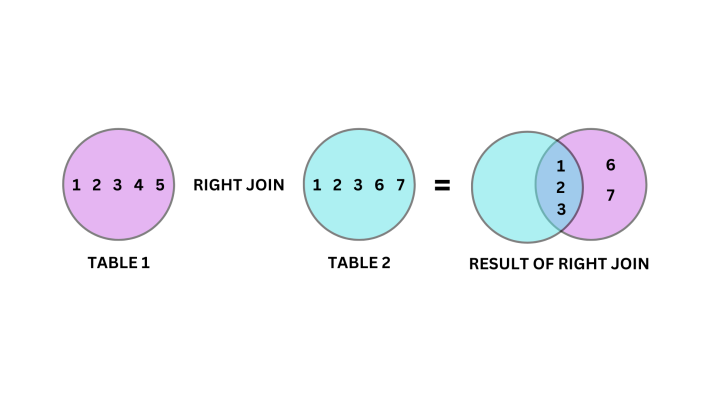 1 2 3 4 5 RIGHT JOIN 1 2 3 6 7 =
1 6
2 7
3
TABLE 1 TABLE 2 RESULT OF RIGHT JOIN